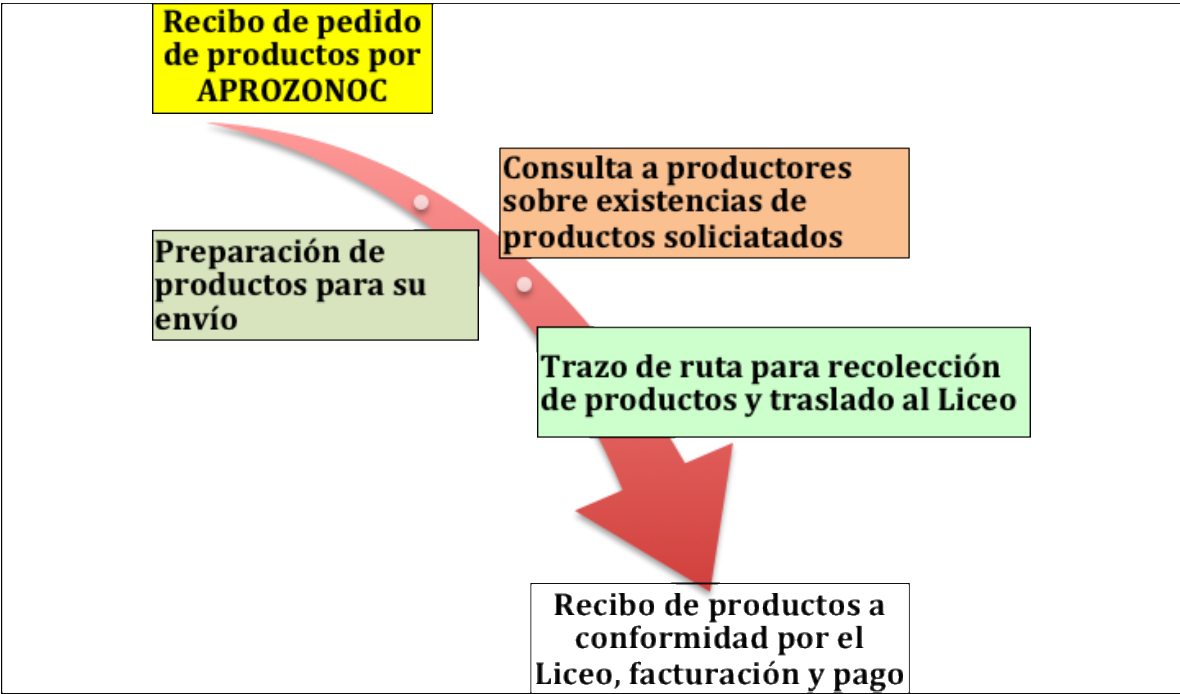 Recibo de pedido
de productos por
APROZONOC
Consulta a productores
sobre existencias de
productos soliciatados
Preparación de
productos para su
envío
Trazo de ruta para recolección
de productos y traslado al Liceo
Recibo de productos a
conformidad por el
Liceo, facturación y pago